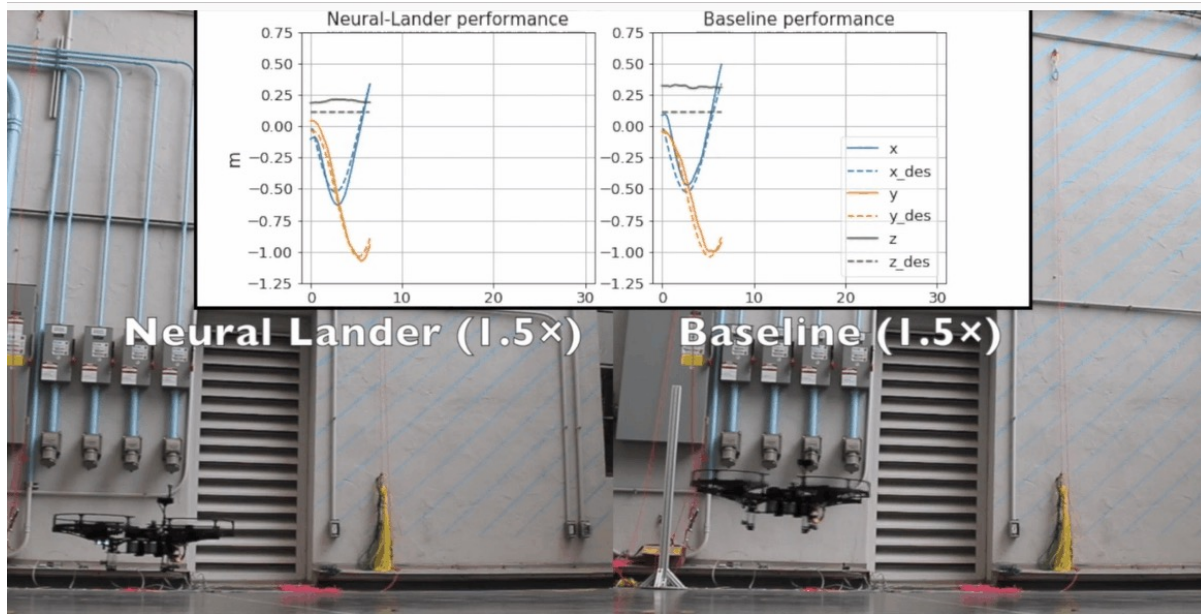 Neural-Lander performance
0.75
0.50
0.25
0.00
−0.25
−0.50
−0.75
−1.00
−1.25
m
0
10
20
30
Baseline performance
0.75
0.50
0.25
0.00
−0.25
−0.50
−0.75
−1.00
−1.25
0
10
20
30
x
x_des
y
y_des
z
z_des
Neural Lander (1.5×)
Baseline (1.5×)